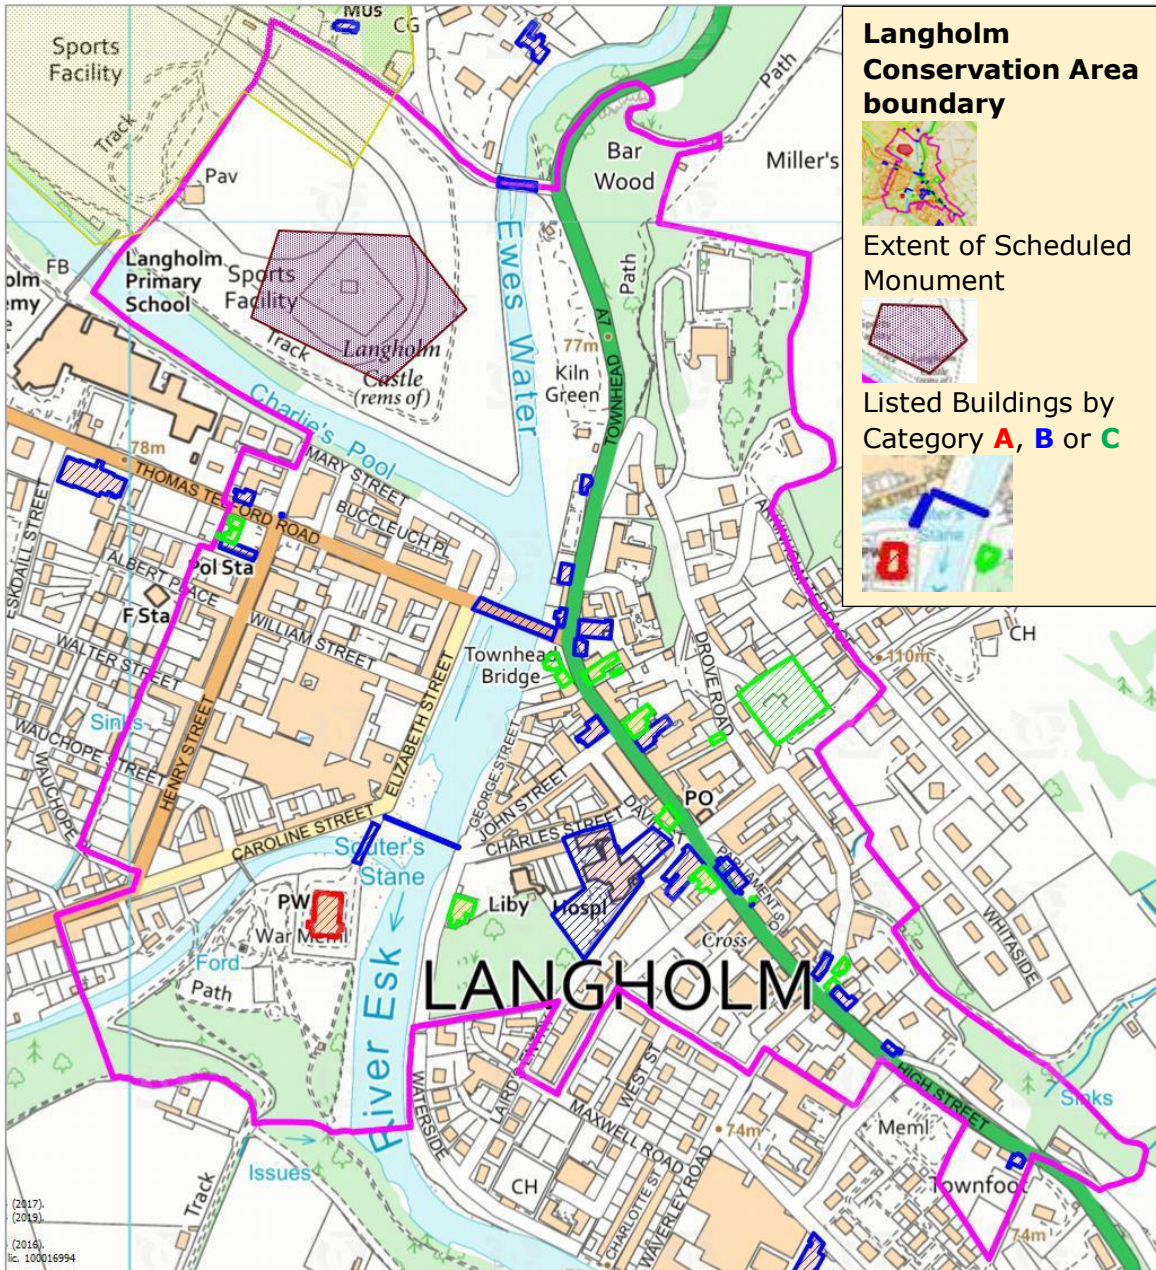 Langholm
Conservation Area
boundary
Extent of Scheduled
Monument
Listed Buildings by
Category A, B or C
Mus
CG
Sports
Facility
Track
Path
Bar
Wood
Miller's
Pav
FB
Langholm
Primary
School
Sports
Facility
Track
Langholm
Castle
(rems of)
Ewes Water
Path
A7
77m
TOWNHEAD
Kiln
Green
Charlie's Pool
78m
THOMAS TELFORD ROAD
MARY STREET
BUCCLEUCH PL
ESKDAILL STREET
Pol Sta
ALBERT PLACE
F Sta
WILLIAM STREET
WALTER STREET
Sinks
WAUCHOPE STREET
WAUCHOPE
HENRY STREET
ELIZABETH STREET
Townhead
Bridge
DROVE ROAD
CH
110m
GEORGE STREET
JOHN STREET
CHARLES STREET
PO
CAROLINE STREET
Souter's
Stane
PW
War Meml
Liby
Hospl
Cross
WHITASIDE
Ford
Path
LANGHOLM
River Esk
WATERSIDE
WEST ST
MAXWELL ROAD
HIGH STREET
Sinks
Meml
74m
Issues
Track
CH
CHARLOTTE ST
WAVERLEY ROAD
Townfoot
74m
(2017).
(2019).
(2016).
lic. 100016994